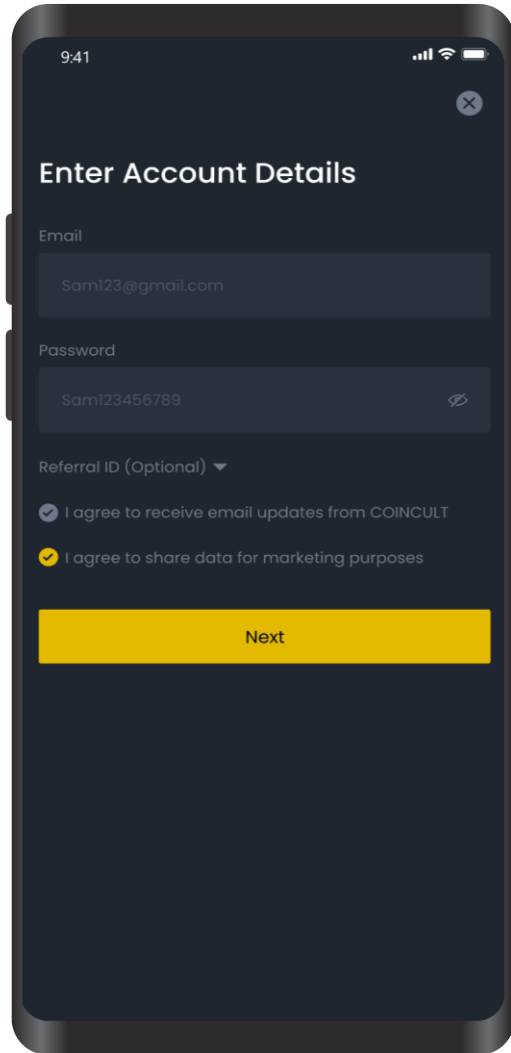 9:41
Enter Account Details
Email
Sam123@gmail.com
Password
Sam123456789
Referral ID (Optional)
I agree to receive email updates from COINCULT
I agree to share data for marketing purposes
Next